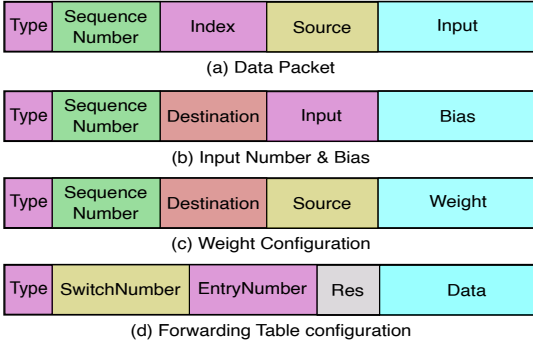 Type Sequence Number Index Source Input
(a) Data Packet
Type Sequence Number Destination Input Bias
(b) Input Number & Bias
Type Sequence Number Destination Source Weight
(c) Weight Configuration
Type SwitchNumber EntryNumber Res Data
(d) Forwarding Table configuration